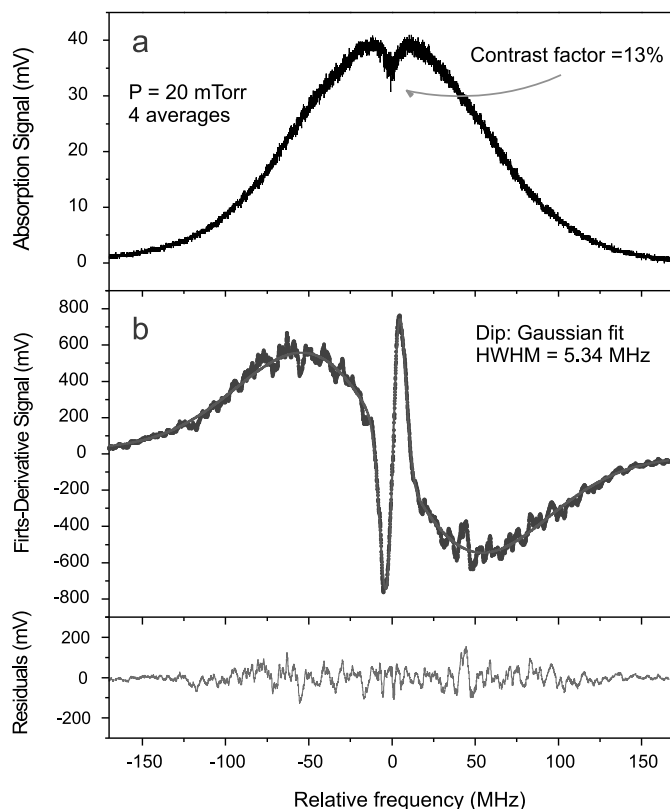 a
Contrast factor =13%
P = 20 mTorr
4 averages
Absorption Signal (mV)
40
30
20
10
0
b
Dip: Gaussian fit
HWHM = 5.34 MHz
Firts-Derivative Signal (mV)
800
600
400
200
0
-200
-400
-600
-800
Residuals (mV)
200
0
-200
-150
-100
-50
0
50
100
150
Relative frequency (MHz)